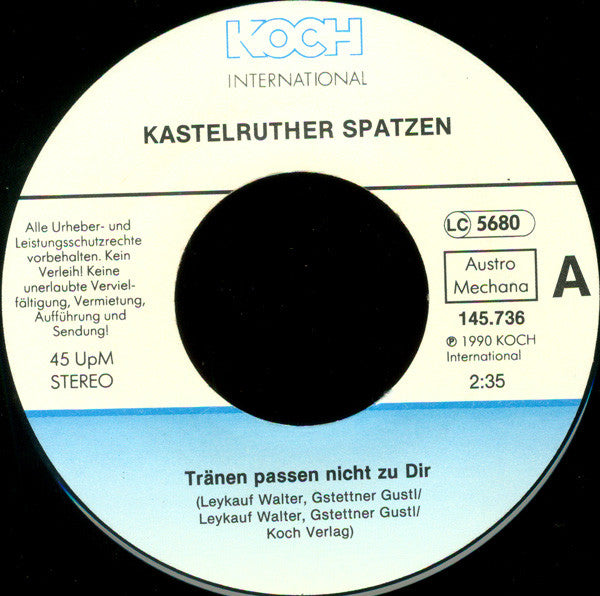 KOCH
INTERNATIONAL
KASTELRUTHER SPATZEN
Alle Urheber- und
Leistungsschutzrechte
vorbehalten. Kein
Verleih! Keine
unerlaubte Verviel-
fältigung, Vermietung,
Aufführung und
Sendung!
45 UpM
STEREO
LC 5680
Austro
Mechana
A
145.736
℗ 1990 KOCH
International
2:35
Tränen passen nicht zu Dir
(Leykauf Walter, Gstettner Gustl/
Leykauf Walter, Gstettner Gustl/
Koch Verlag)